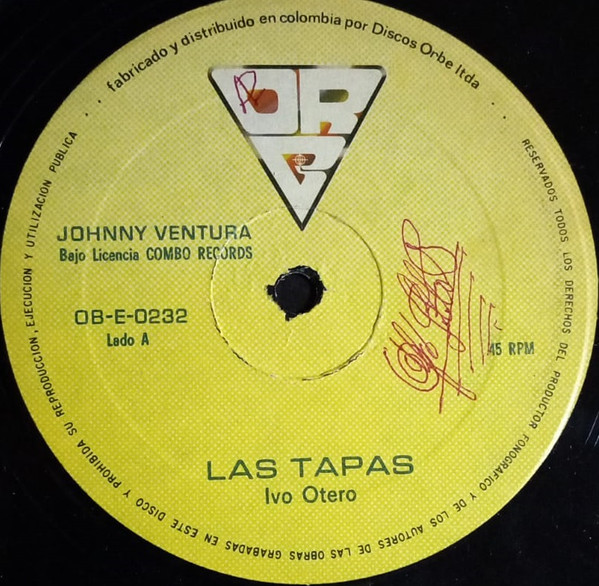 . . fabricado y distribuido en colombia por Discos Orbe ltda . .
ORBE
JOHNNY VENTURA
Bajo Licencia COMBO RECORDS
OB-E-0232
Lado A
45 RPM
LAS TAPAS
Ivo Otero
RESERVADOS TODOS LOS DERECHOS DEL PRODUCTOR FONOGRAFICO Y DE LOS AUTORES DE LAS OBRAS GRABADAS EN ESTE DISCO Y PROHIBIDA SU REPRODUCCION, EJECUCION Y UTILIZACION PUBLICA